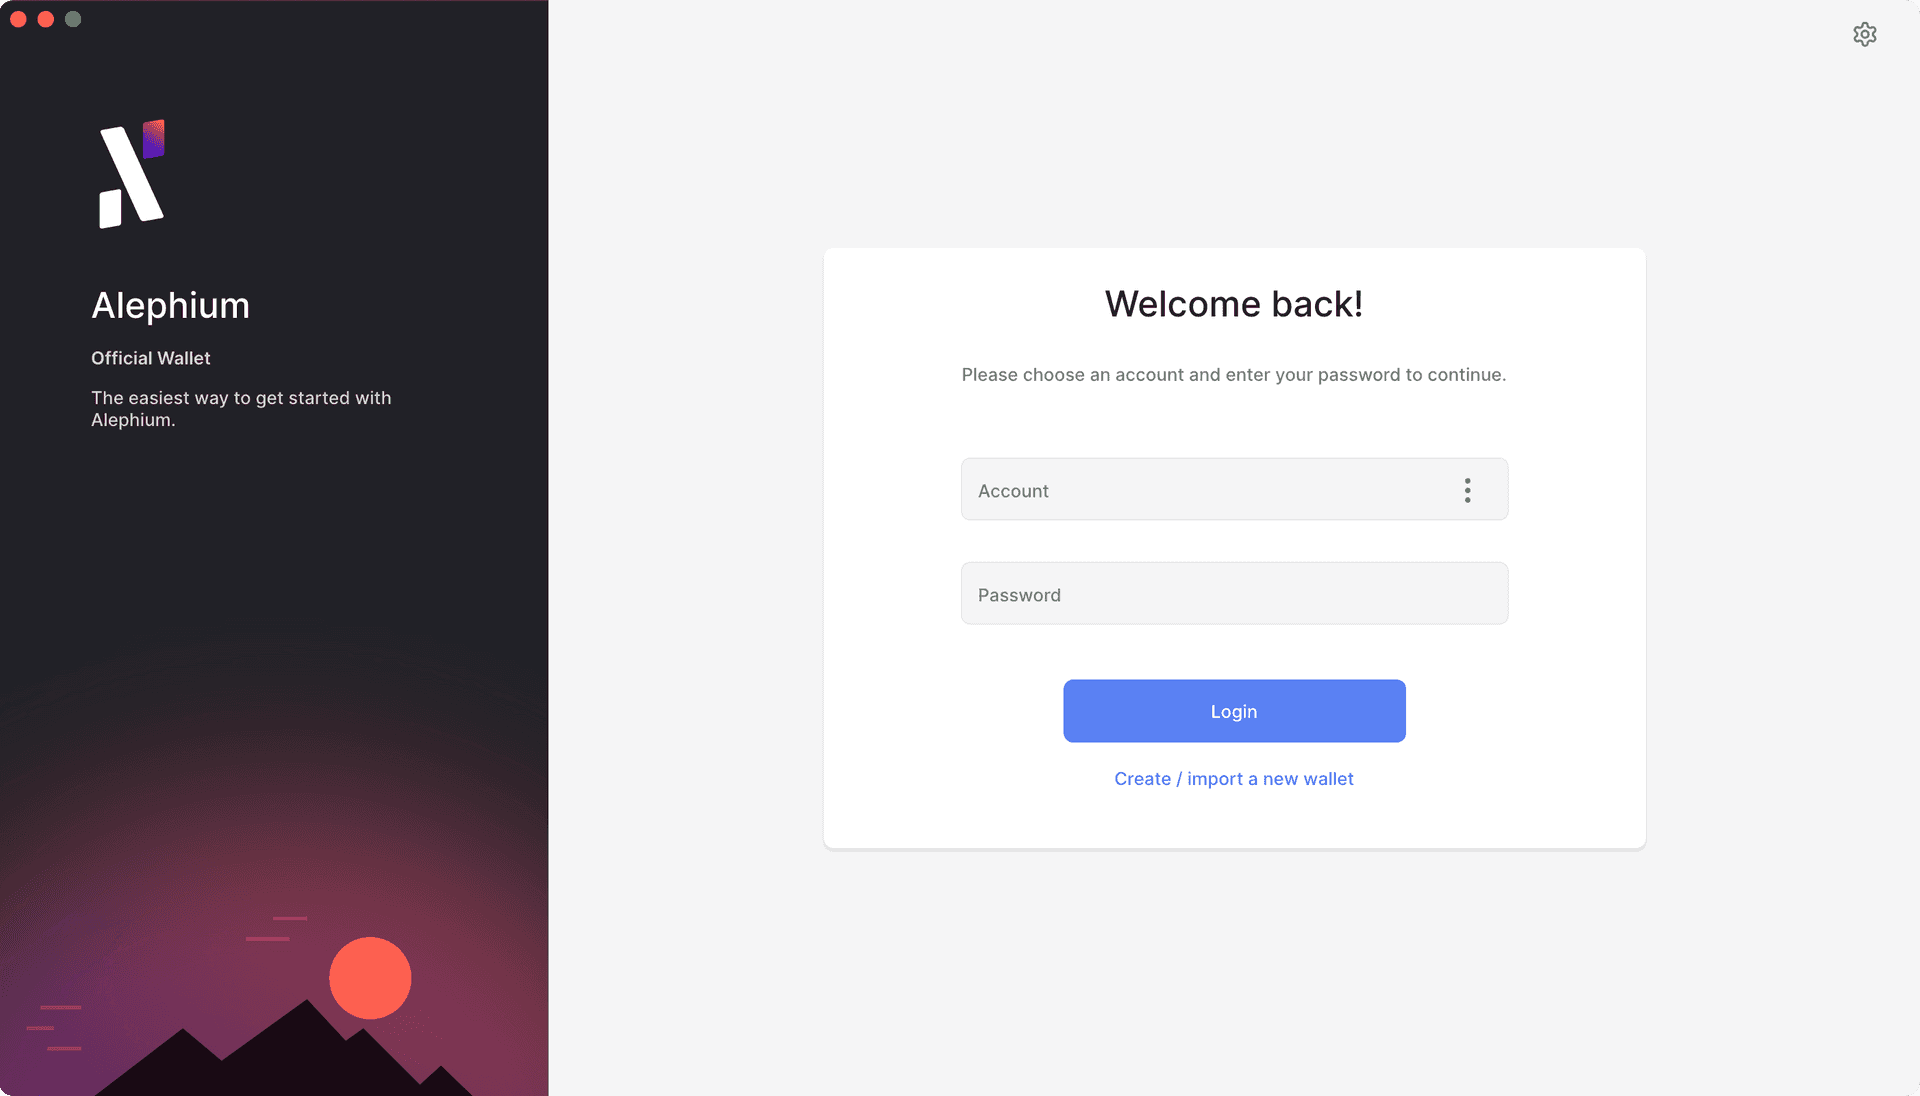 Alephium
Official Wallet
The easiest way to get started with
Alephium.
Welcome back!
Please choose an account and enter your password to continue.
Account
Password
Login
Create / import a new wallet